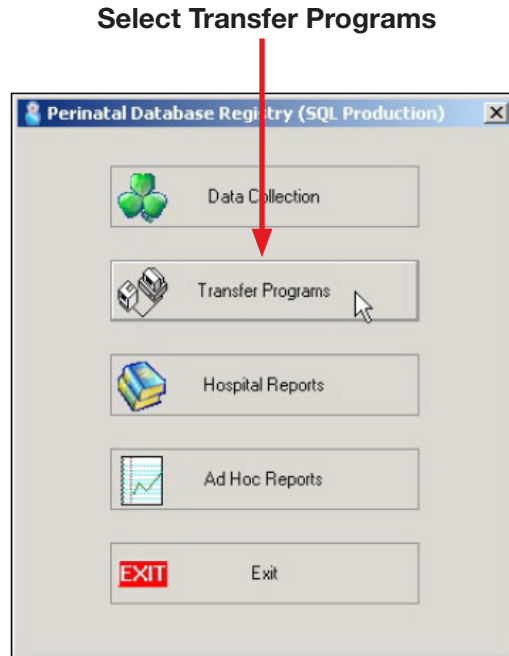 Select Transfer Programs
Perinatal Database Registry (SQL Production)
Data Collection
Transfer Programs
Hospital Reports
Ad Hoc Reports
EXIT Exit